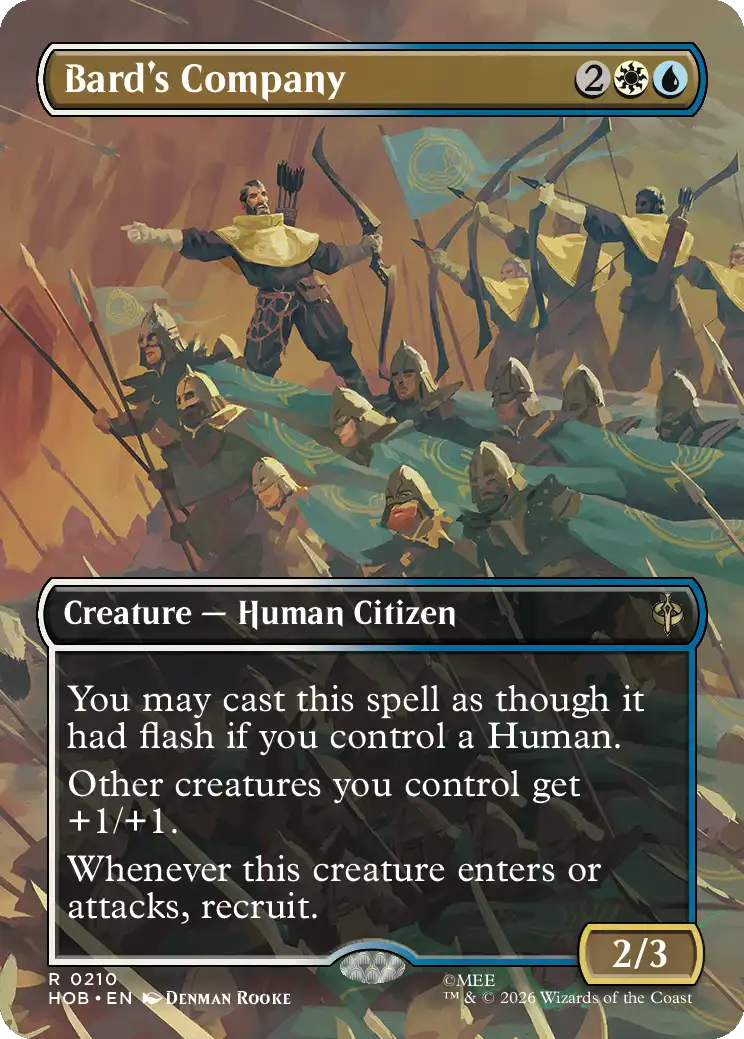 Bard's Company 2
Creature — Human Citizen
You may cast this spell as though it
had flash if you control a Human.
Other creatures you control get
+1/+1.
Whenever this creature enters or
attacks, recruit.
2/3
R 0210
HOB • EN DENMAN ROOKE
©MEE
™ & © 2026 Wizards of the Coast